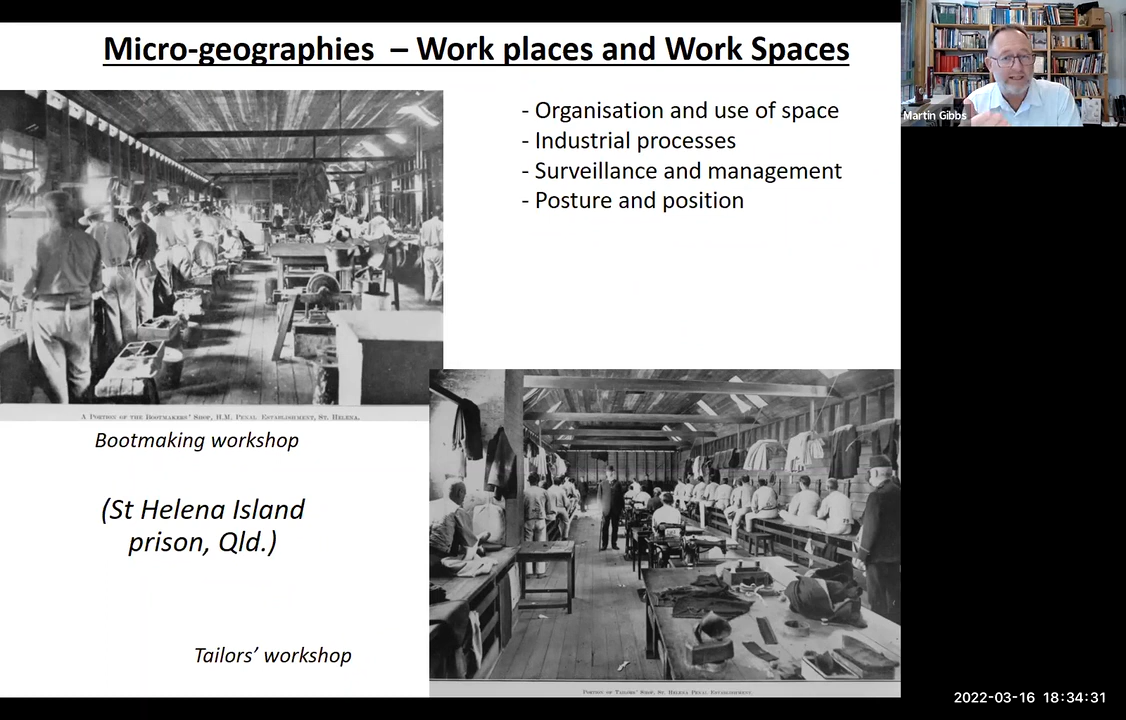 Micro-geographies – Work places and Work Spaces
- Organisation and use of space
- Industrial processes
- Surveillance and management
- Posture and position
Martin Gibbs
A Portion of the Bootmakers' Shop, H.M. Penal Establishment, St. Helena.
Bootmaking workshop
(St Helena Island
prison, Qld.)
Tailors' workshop
Portion of Tailors' Shop, St. Helena Penal Establishment.
2022-03-16 18:34:31